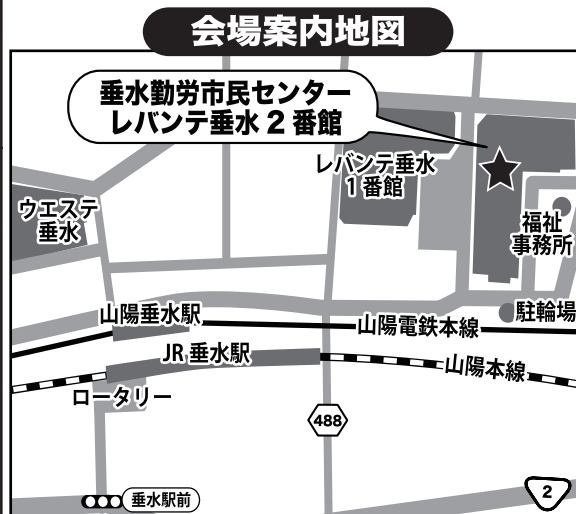 会場案内地図
垂水勤労市民センター
レバンテ垂水2番館
レバンテ垂水
1番館
ウエステ
垂水
福祉
事務所
山陽垂水駅
駐輪場
山陽電鉄本線
JR垂水駅
山陽本線
ロータリー
488
垂水駅前
2